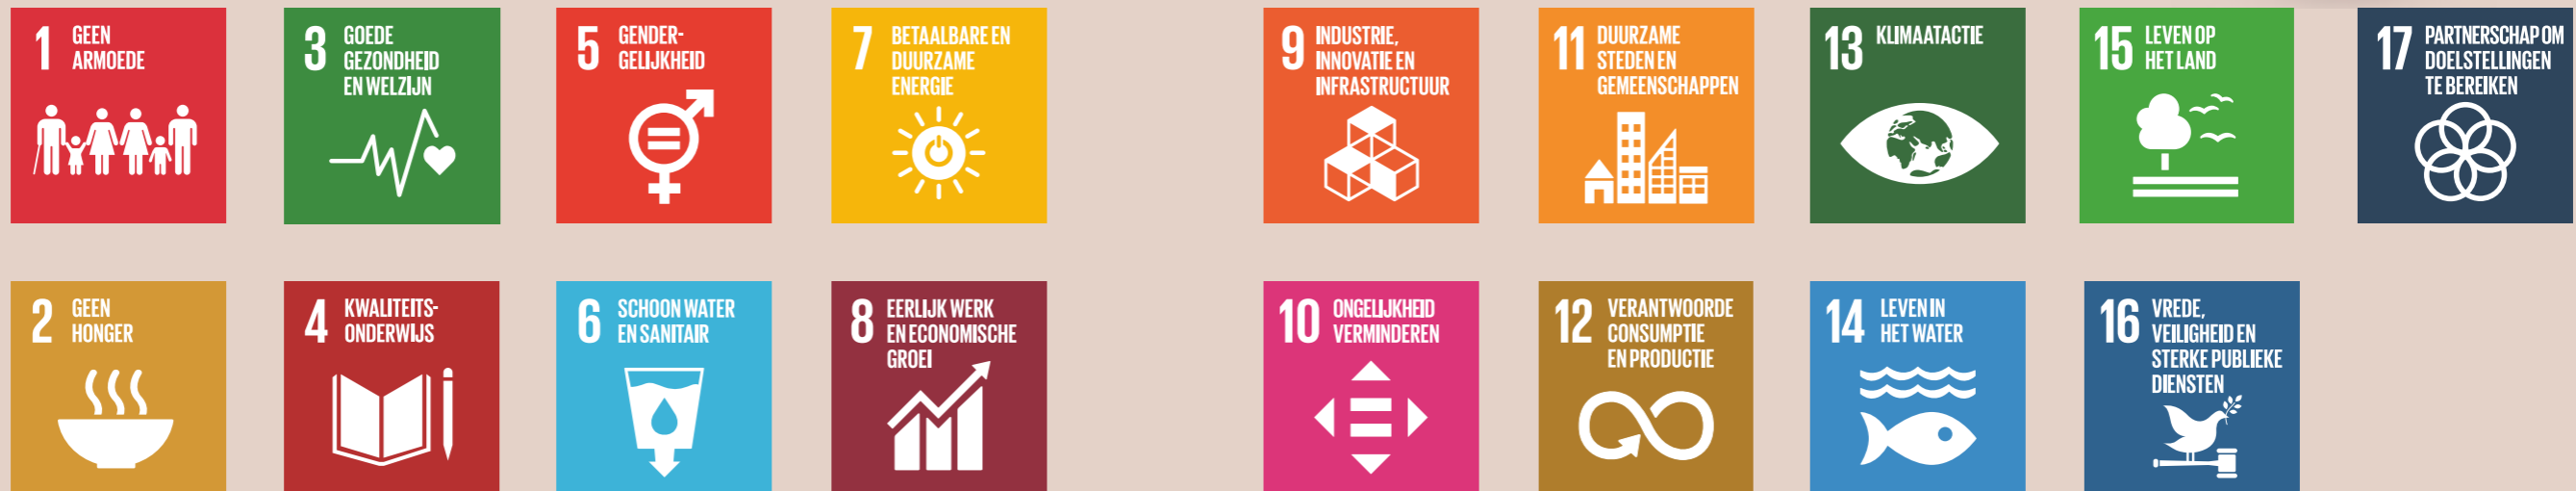 1 GEEN
ARMOEDE
3 GOEDE
GEZONDHEID
EN WELZIJN
5 GENDER-
GELIJKHEID
7 BETAALBARE EN
DUURZAME
ENERGIE
9 INDUSTRIE,
INNOVATIE EN
INFRASTRUCTUUR
11 DUURZAME
STEDEN EN
GEMEENSCHAPPEN
13 KLIMAATACTIE
15 LEVEN OP
HET LAND
17 PARTNERSCHAP OM
DOELSTELLINGEN
TE BEREIKEN
2 GEEN
HONGER
4 KWALITEITS-
ONDERWIJS
6 SCHOON WATER
EN SANITAIR
8 EERLIJK WERK
EN ECONOMISCHE
GROEI
10 ONGELIJKHEID
VERMINDEREN
12 VERANTWOORDE
CONSUMPTIE
EN PRODUCTIE
14 LEVEN IN
HET WATER
16 VREDE,
VEILIGHEID EN
STERKE PUBLIEKE
DIENSTEN